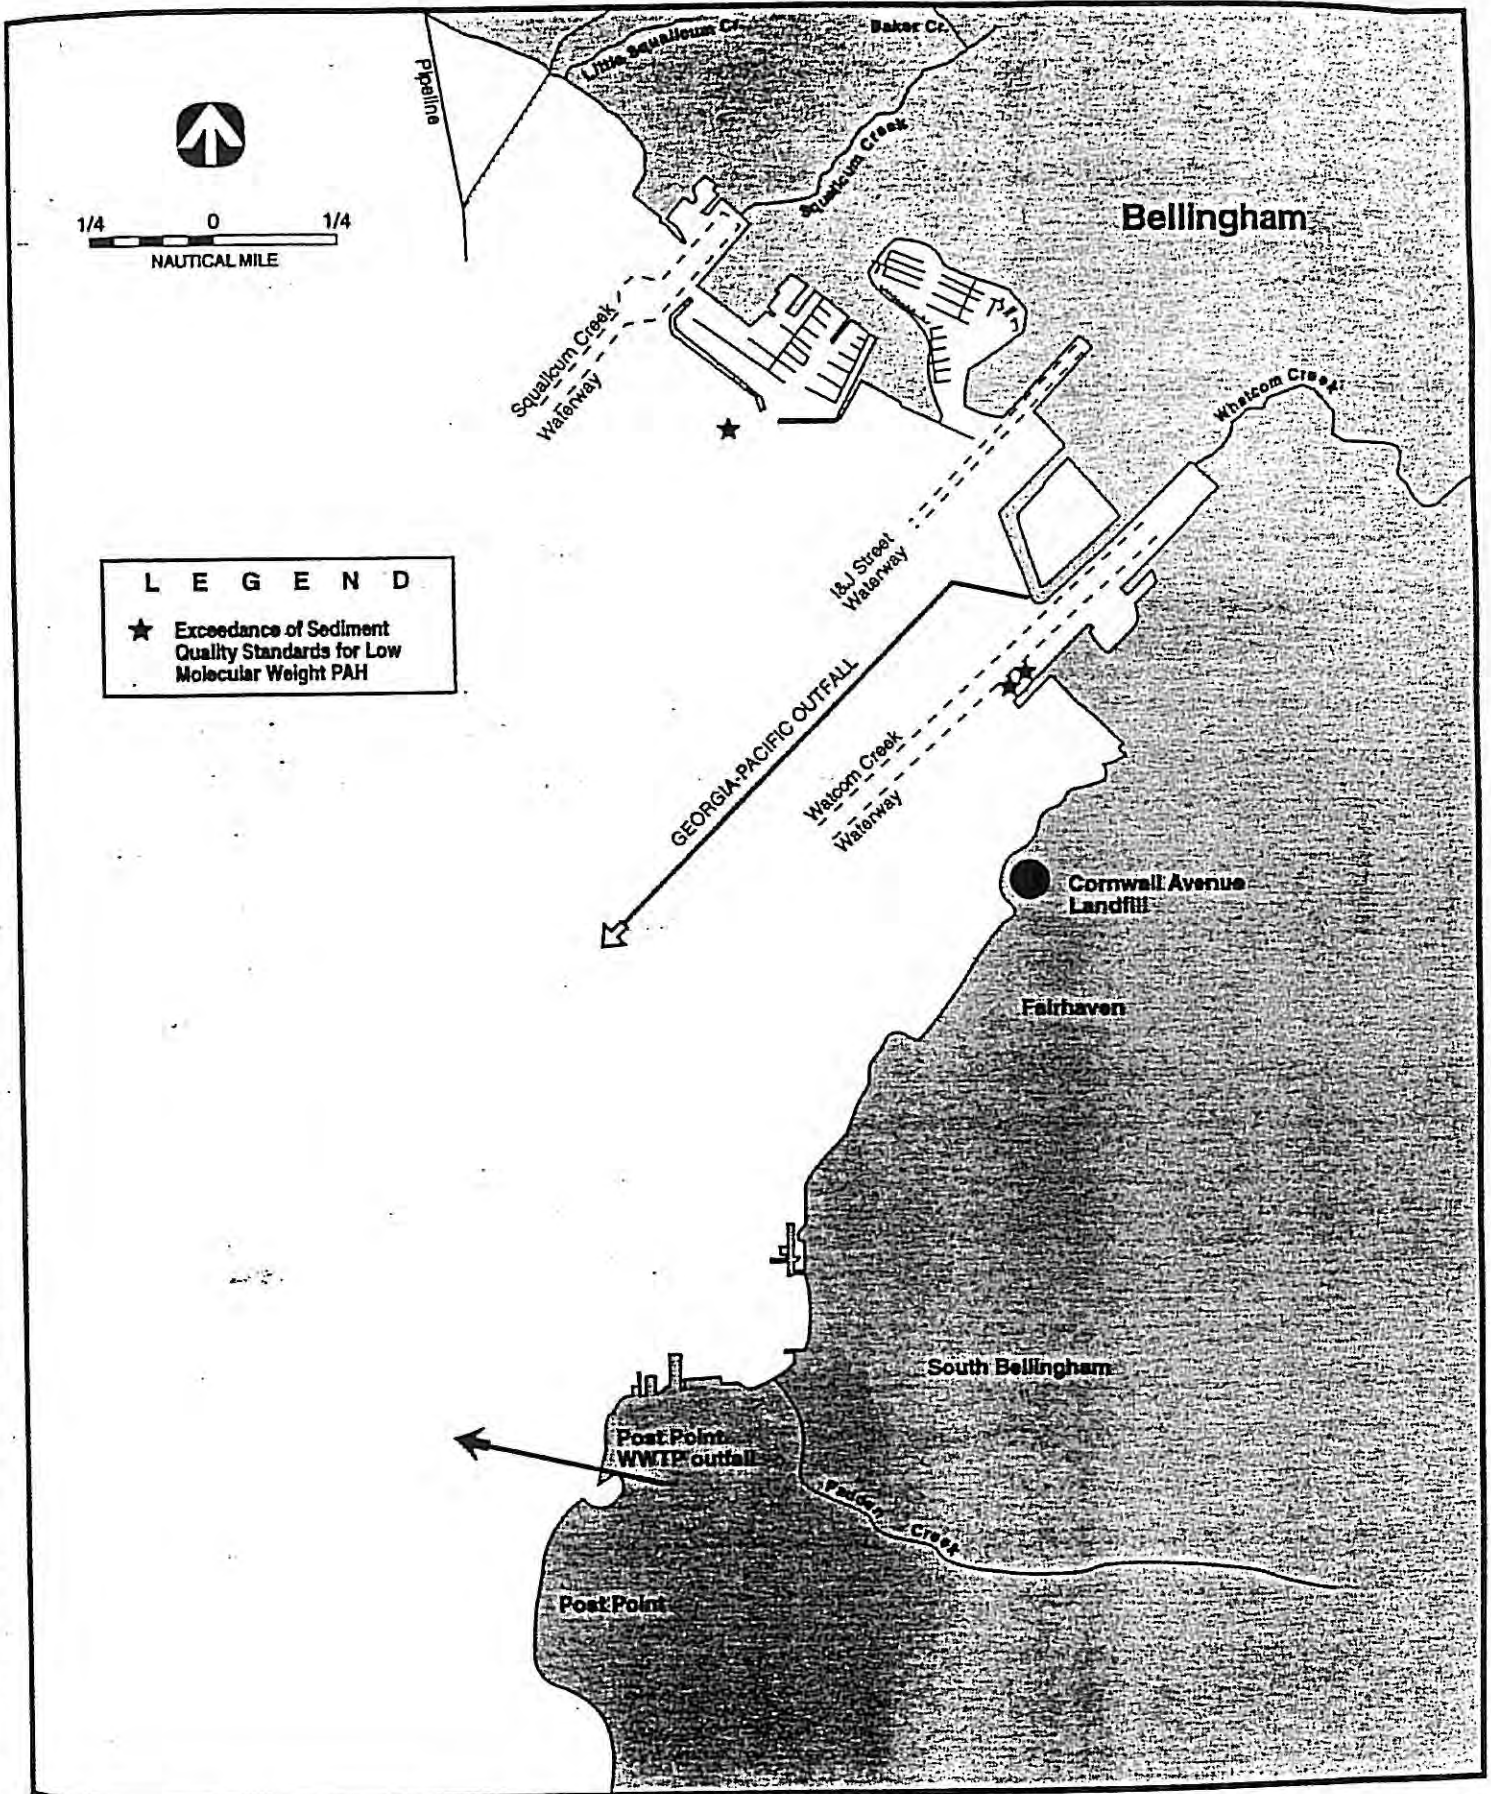 Little Squalicum Cr.
Baker Cr.
Pipeline
Squalicum Creek
Bellingham
1/4 0 1/4
NAUTICAL MILE
Squalicum Creek
Waterway
Whatcom Creek
I&J Street
Waterway
L E G E N D
Exceedance of Sediment
Quality Standards for Low
Molecular Weight PAH
GEORGIA-PACIFIC OUTFALL
Watcom Creek
Waterway
Cornwall Avenue
Landfill
Fairhaven
South Bellingham
Post Point
WWTP outfall
Padden Creek
Post Point